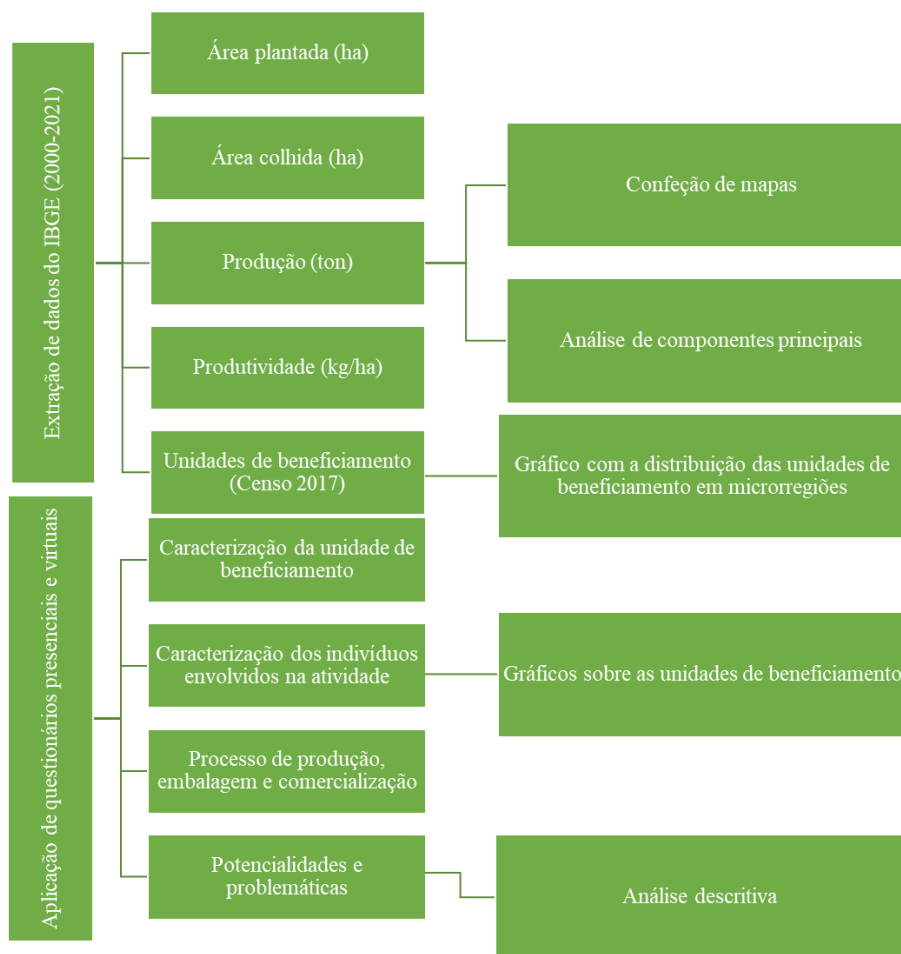 Extração de dados do IBGE (2000-2021)
Área plantada (ha)
Área colhida (ha)
Produção (ton)
Produtividade (kg/ha)
Unidades de beneficiamento
(Censo 2017)
Confeção de mapas
Análise de componentes principais
Gráfico com a distribuição das unidades de
beneficiamento em microrregiões
Aplicação de questionários presenciais e virtuais
Caracterização da unidade de
beneficiamento
Caracterização dos indivíduos
envolvidos na atividade
Processo de produção,
embalagem e comercialização
Potencialidades e
problemáticas
Gráficos sobre as unidades de beneficiamento
Análise descritiva